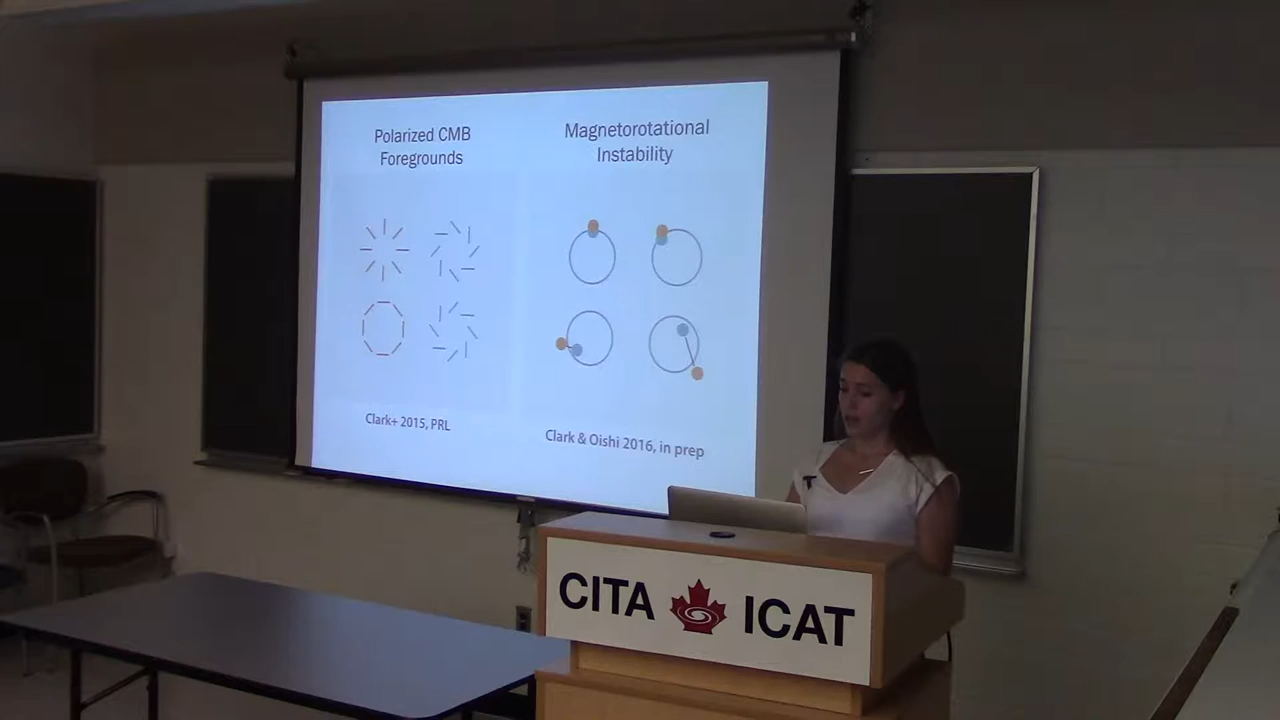 Polarized CMB
Foregrounds
Magnetorotational
Instability
Clark+ 2015, PRL
Clark & Oishi 2016, in prep
CITA ICAT